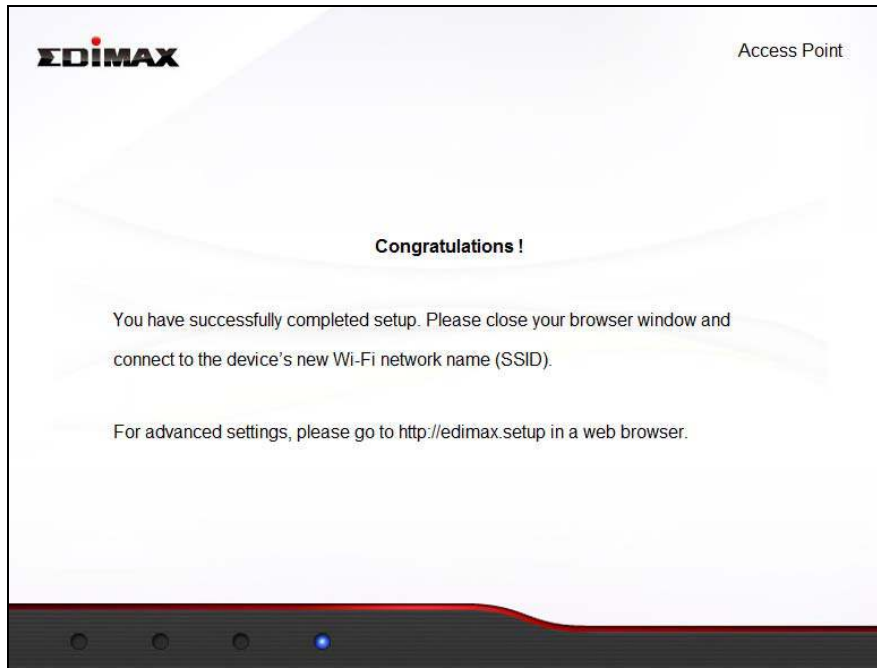 EDIMAX
Access Point
Congratulations !
You have successfully completed setup. Please close your browser window and
connect to the device’s new Wi-Fi network name (SSID).
For advanced settings, please go to http://edimax.setup in a web browser.